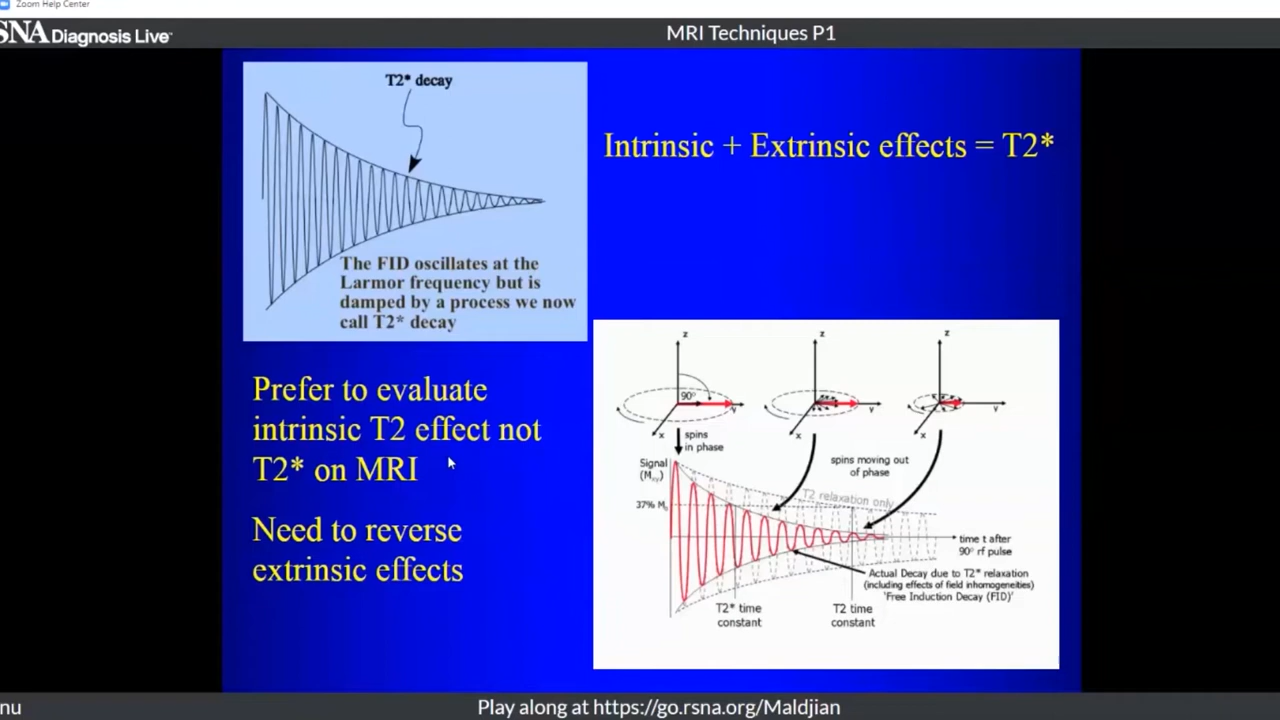 Zoom Help Center
RSNA Diagnosis Live™
MRI Techniques P1
T2* decay
The FID oscillates at the
Larmor frequency but is
damped by a process we now
call T2* decay
Intrinsic + Extrinsic effects = T2*
Prefer to evaluate
intrinsic T2 effect not
T2* on MRI
Need to reverse
extrinsic effects
z
90°
y
x
spins
in phase
z
y
x
z
y
x
spins moving out
of phase
Signal
(Mxy)
37% M0
T2 relaxation only
time t after
90° rf pulse
Actual Decay due to T2* relaxation
(including effects of field inhomogeneities)
'Free Induction Decay (FID)'
T2* time
constant
T2 time
constant
nu
Play along at https://go.rsna.org/Maldjian